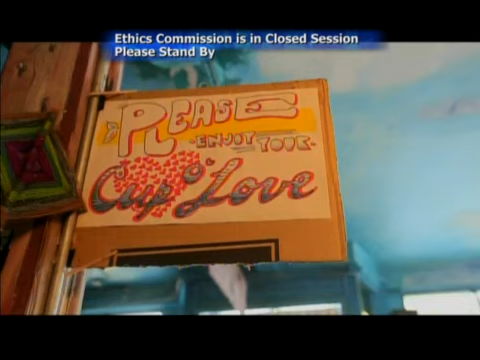 Ethics Commission is in Closed Session
Please Stand By
PLEASE
-ENJOY YOUR-
Cup o' Love